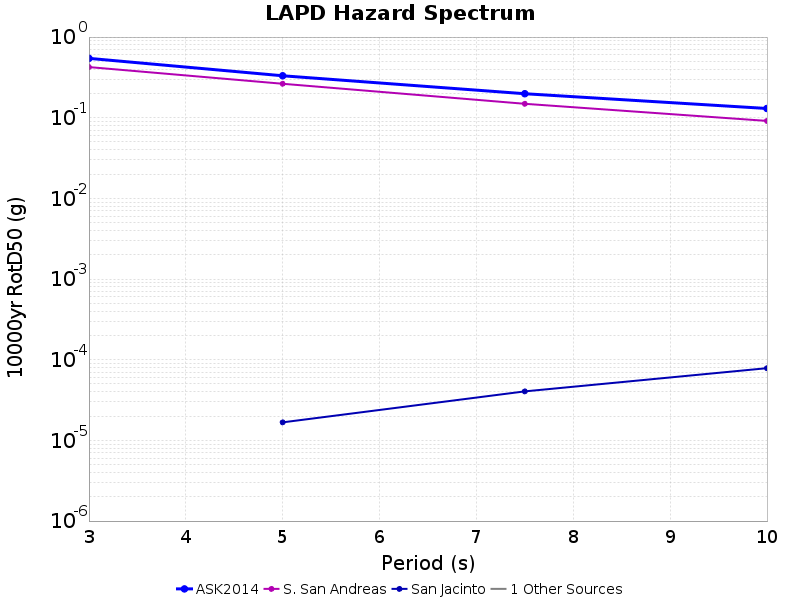 LAPD Hazard Spectrum
10000yr RotD50 (g)
10^0
10^-1
10^-2
10^-3
10^-4
10^-5
10^-6
3 4 5 6 7 8 9 10
Period (s)
ASK2014 S. San Andreas San Jacinto 1 Other Sources